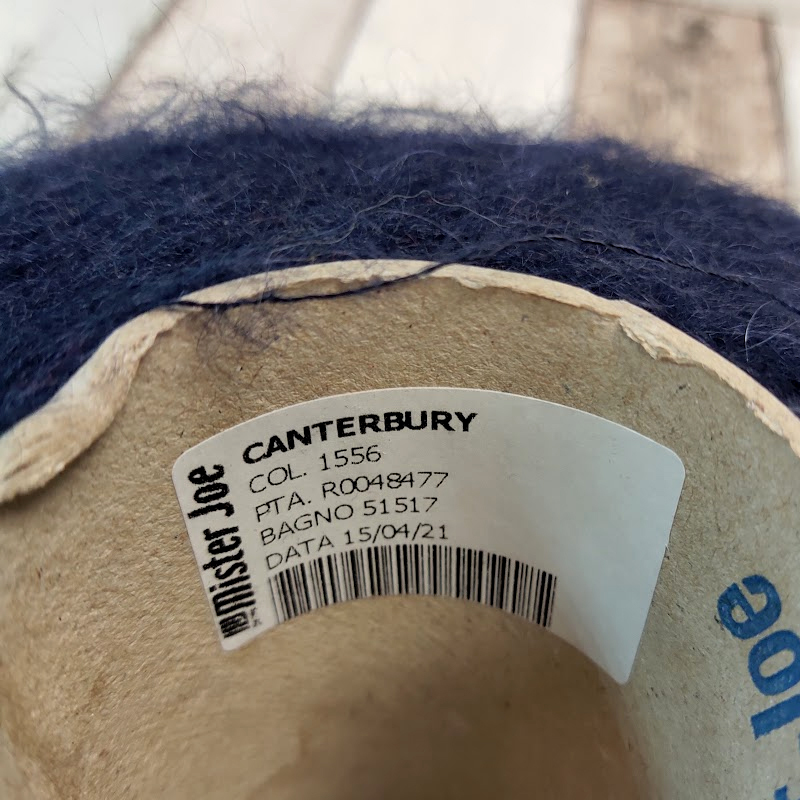 CANTERBURY
COL. 1556
PTA. R0048477
BAGNO 51517
DATA 15/04/21
mister Joe
Joe